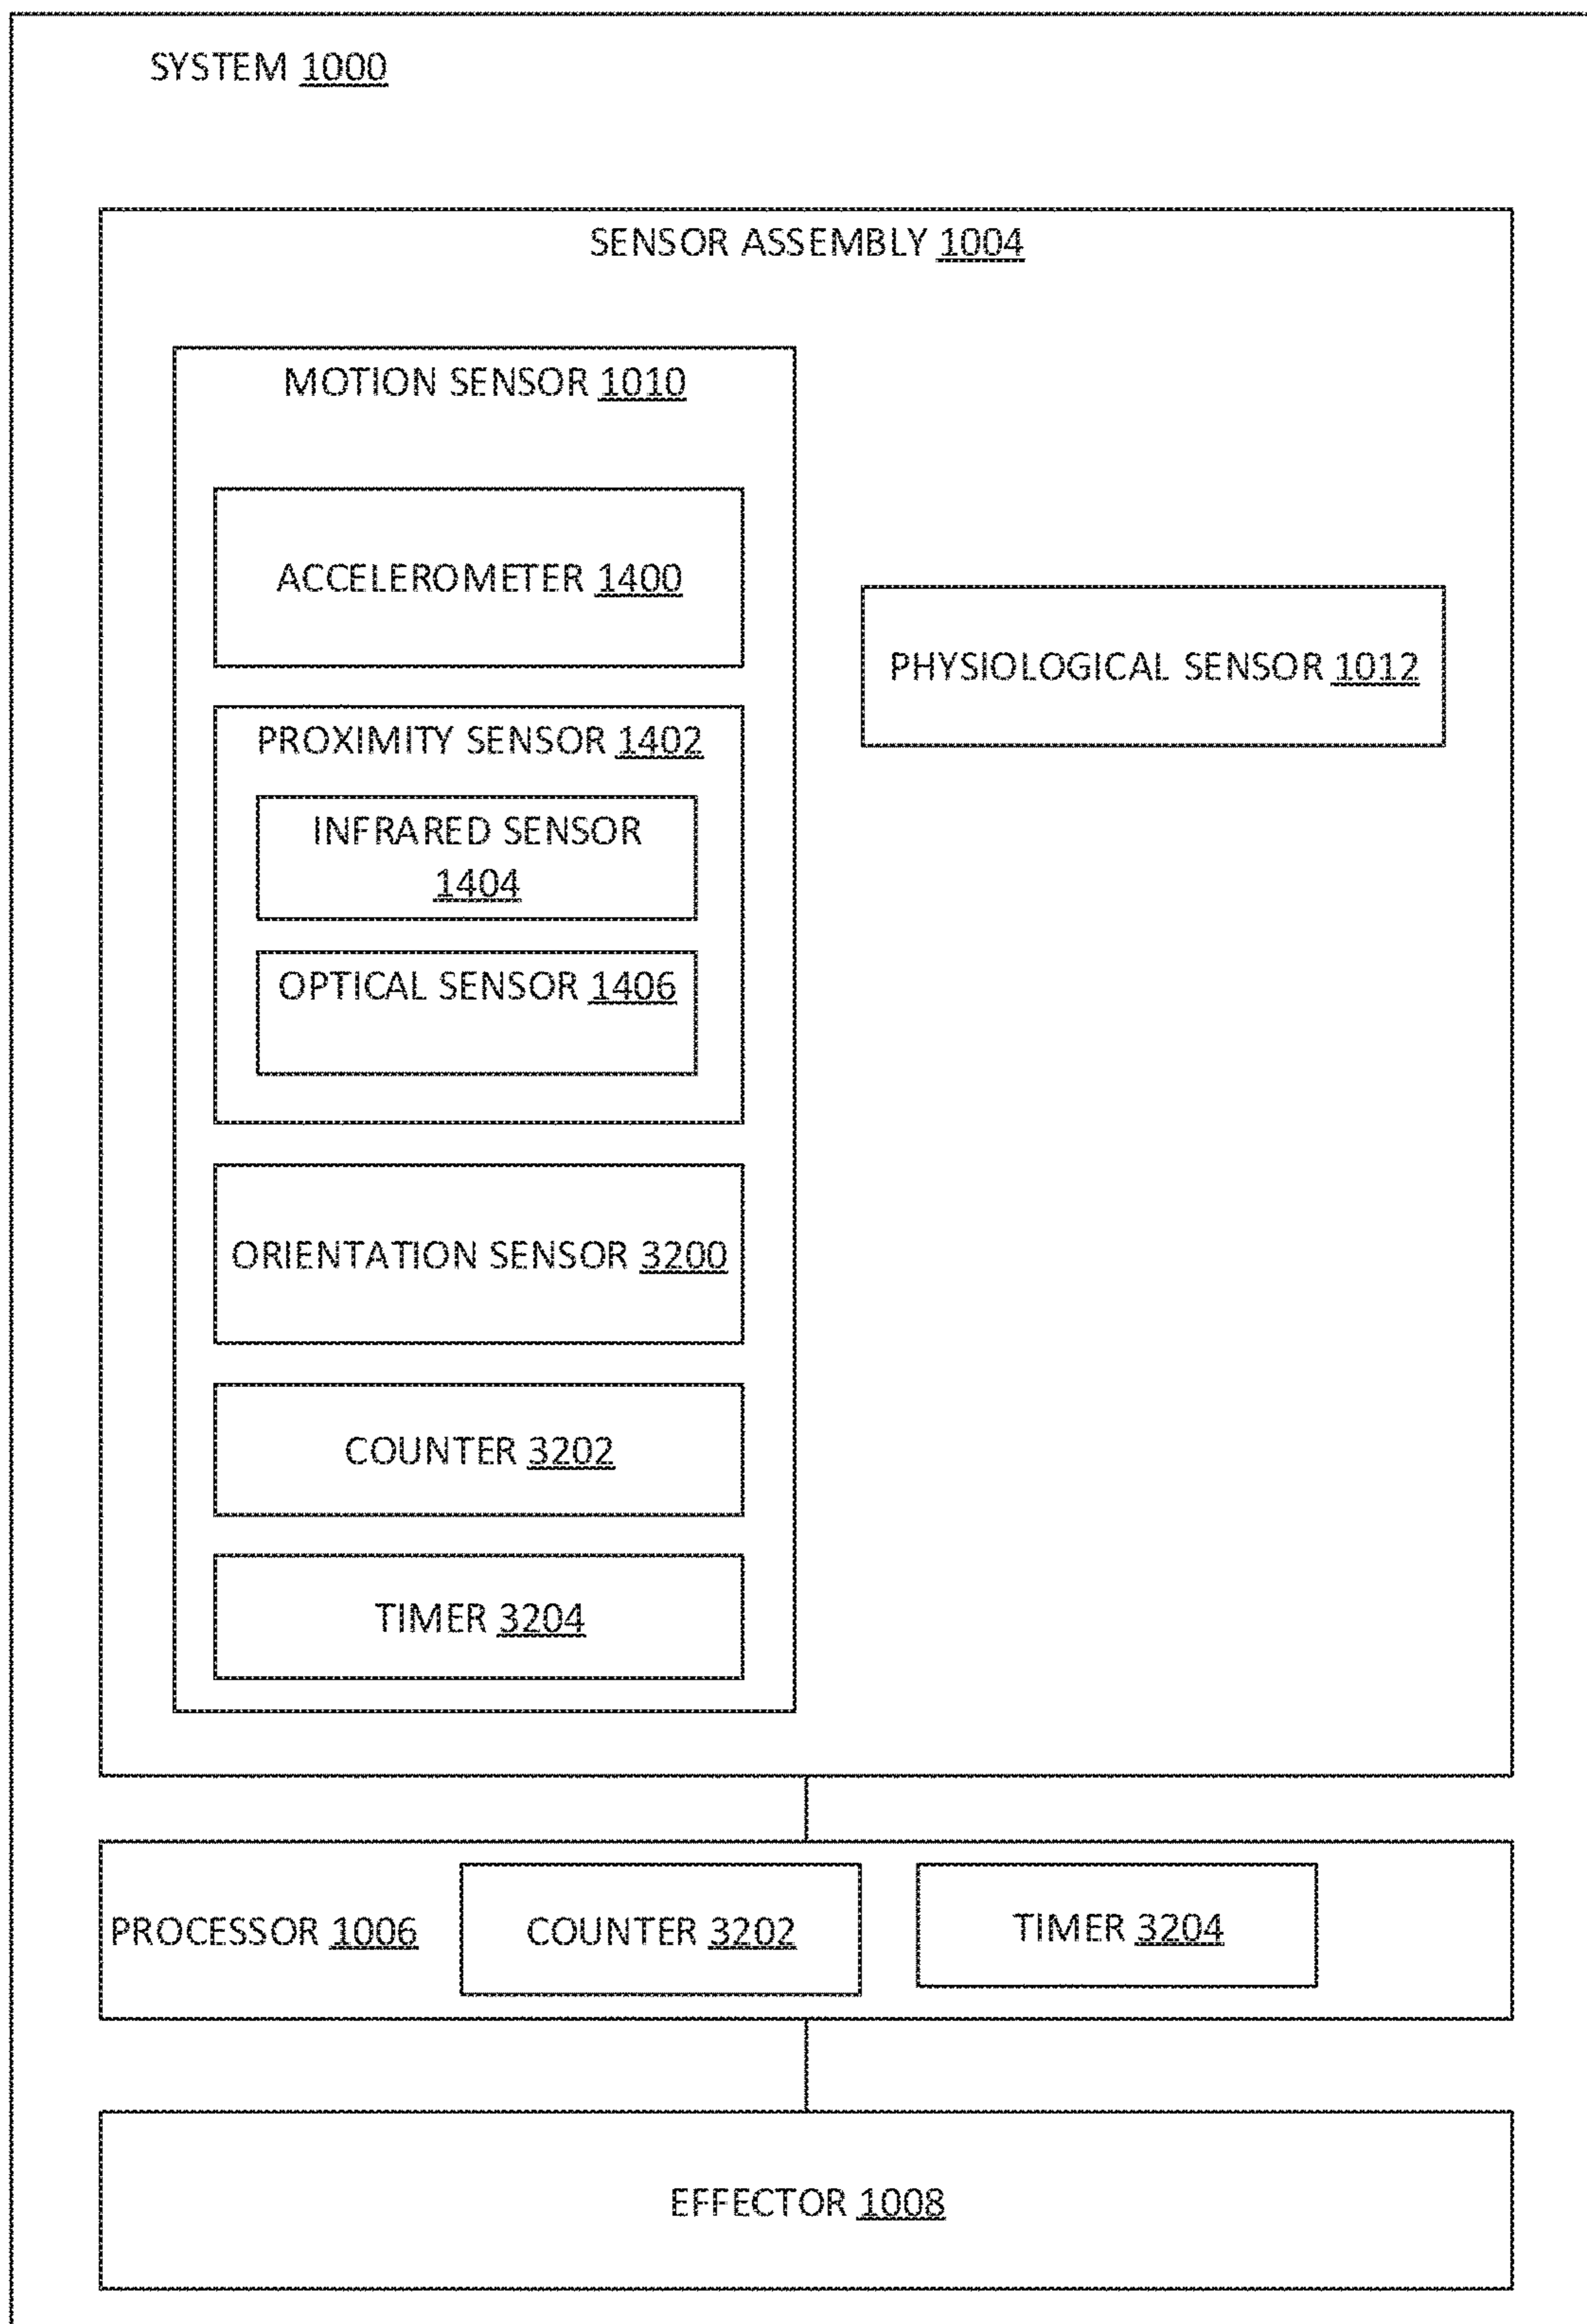 SYSTEM 1000
SENSOR ASSEMBLY 1004
MOTION SENSOR 1010
ACCELEROMETER 1400
PHYSIOLOGICAL SENSOR 1012
PROXIMITY SENSOR 1402
INFRARED SENSOR
1404
OPTICAL SENSOR 1406
ORIENTATION SENSOR 3200
COUNTER 3202
TIMER 3204
PROCESSOR 1006
COUNTER 3202
TIMER 3204
EFFECTOR 1008